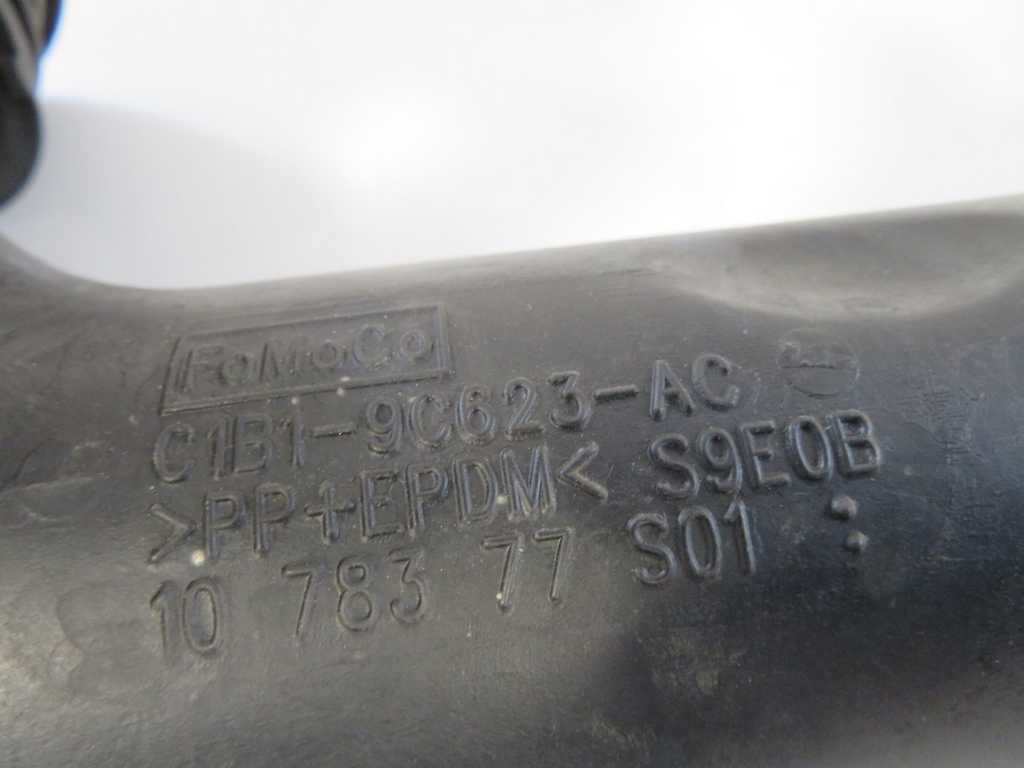 FoMoCo
C1B1-9C623-AC
>PP+EPDM< S9E0B
10 783 77 S01